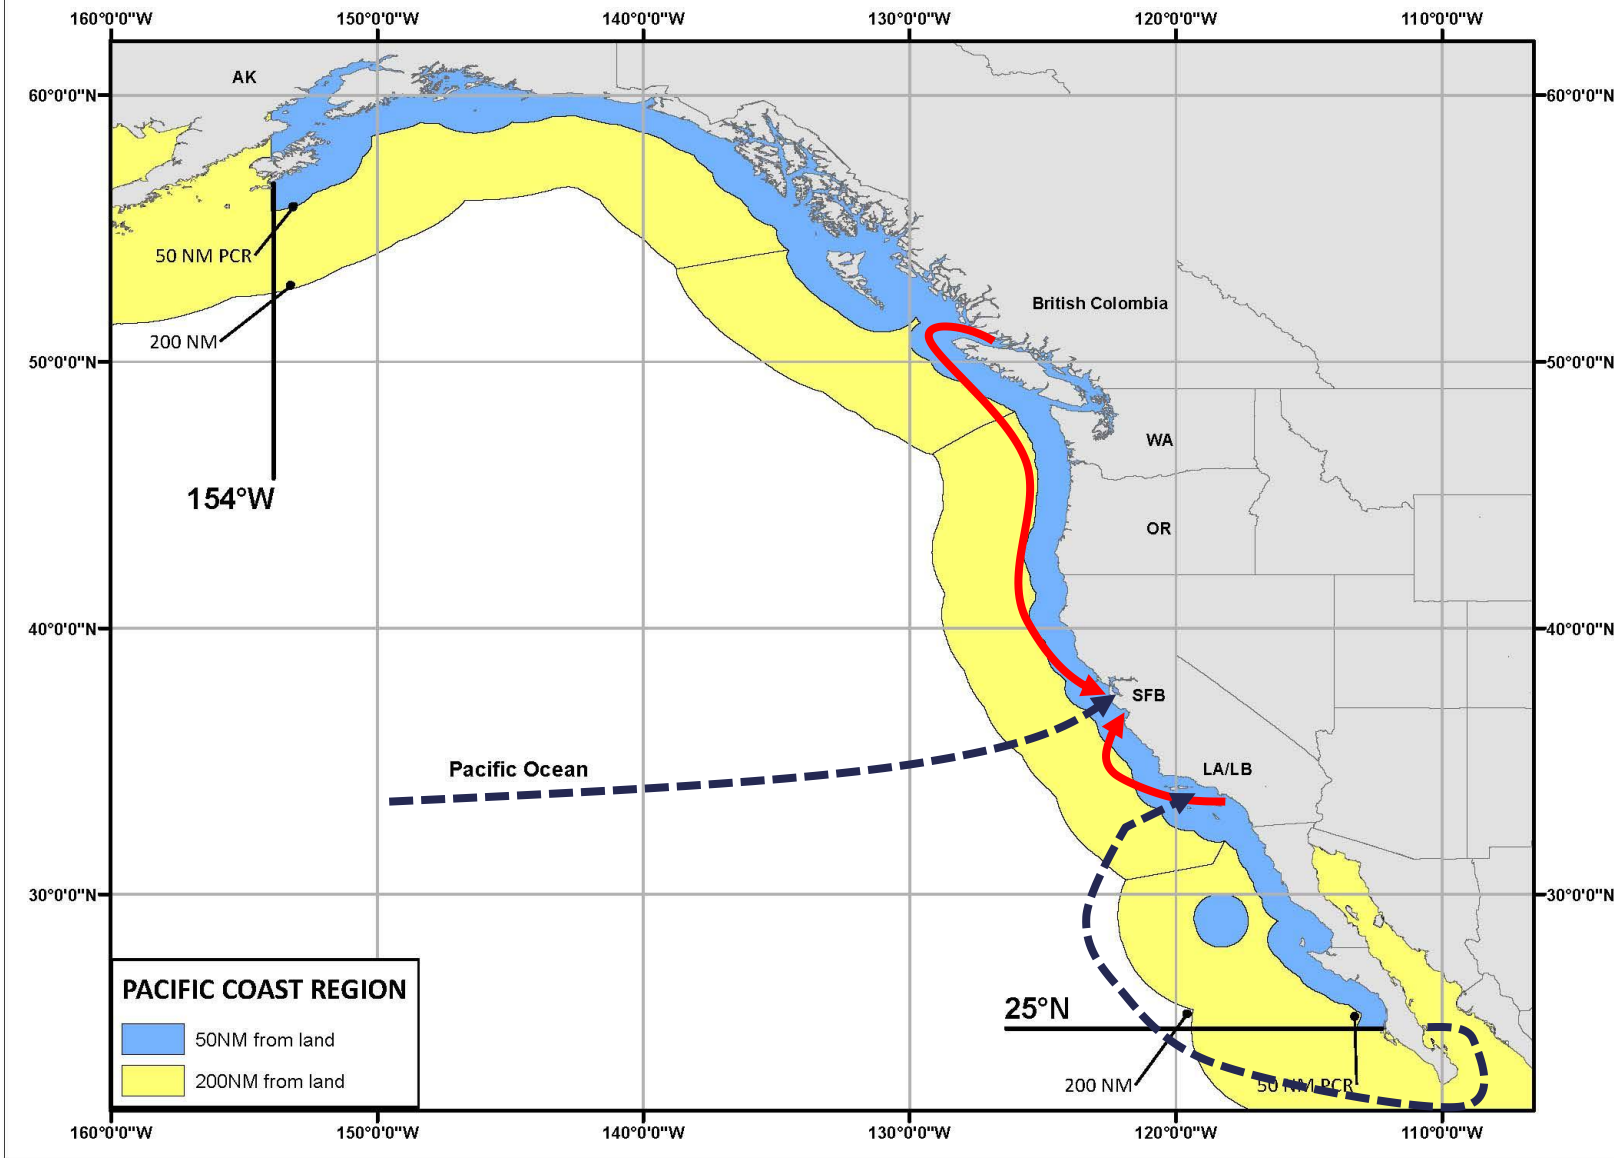 160°0'0"W 150°0'0"W 140°0'0"W 130°0'0"W 120°0'0"W 110°0'0"W
AK
60°0'0"N 60°0'0"N
50 NM PCR
British Colombia
200 NM
50°0'0"N 50°0'0"N
WA
154°W
OR
40°0'0"N 40°0'0"N
SFB
Pacific Ocean
LA/LB
30°0'0"N 30°0'0"N
PACIFIC COAST REGION
50NM from land
200NM from land
25°N
200 NM
50 NM PCR
160°0'0"W 150°0'0"W 140°0'0"W 130°0'0"W 120°0'0"W 110°0'0"W